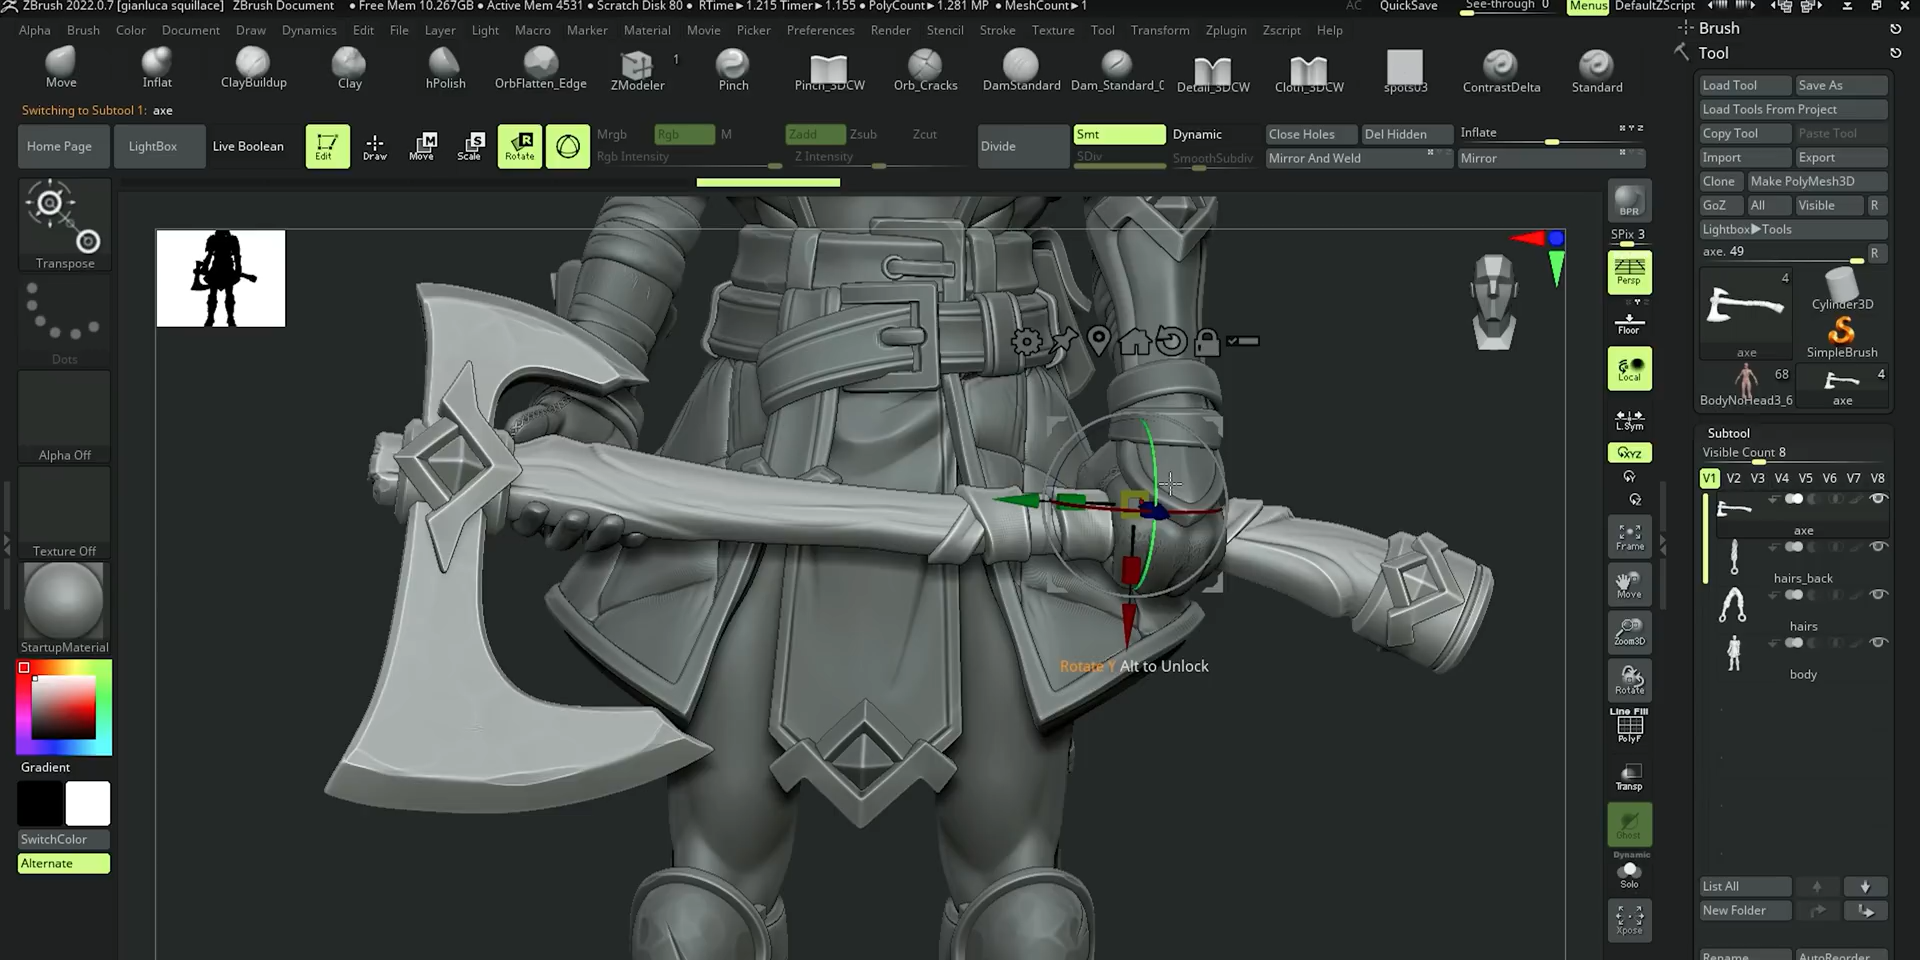 ZBrush 2022.0.7 [gianluca squillace] ZBrush Document • Free Mem 10.267GB • Active Mem 4531 • Scratch Disk 80 • RTime►1.215 Timer►1.155 • PolyCount►1.281 MP • MeshCount►1 AC QuickSave See-through 0 Menus DefaultZScript
Alpha Brush Color Document Draw Dynamics Edit File Layer Light Macro Marker Material Movie Picker Preferences Render Stencil Stroke Texture Tool Transform Zplugin Zscript Help
Brush
Tool
Move Inflat ClayBuildup Clay hPolish OrbFlatten_Edge ZModeler 1 Pinch Pinch_3DCW Orb_Cracks DamStandard Dam_Standard_0 Detail_3DCW Cloth_3DCW spots03 ContrastDelta Standard
Switching to Subtool 1: axe
Home Page LightBox Live Boolean Edit Draw Move Scale Rotate
Mrgb Rgb M Zadd Zsub Zcut
Rgb Intensity Z Intensity
Divide Smt Dynamic Close Holes Del Hidden Inflate
SDiv SmoothSubdiv Mirror And Weld Mirror
Transpose
Dots
Alpha Off
Texture Off
StartupMaterial
Gradient
SwitchColor
Alternate
Rotate Y Alt to Unlock
BPR
SPix 3
Persp
Floor
Local
L.Sym
XYZ
Frame
Move
Zoom3D
Rotate
Line Fill
PolyF
Transp
Ghost
Dynamic
Solo
Xpose
Load Tool Save As
Load Tools From Project
Copy Tool Paste Tool
Import Export
Clone Make PolyMesh3D
GoZ All Visible R
Lightbox►Tools
axe. 49 R
4
Cylinder3D
axe SimpleBrush
68 4
BodyNoHead3_6 axe
Subtool
Visible Count 8
V1 V2 V3 V4 V5 V6 V7 V8
axe
hairs_back
hairs
body
List All
New Folder
Rename AutoReorder